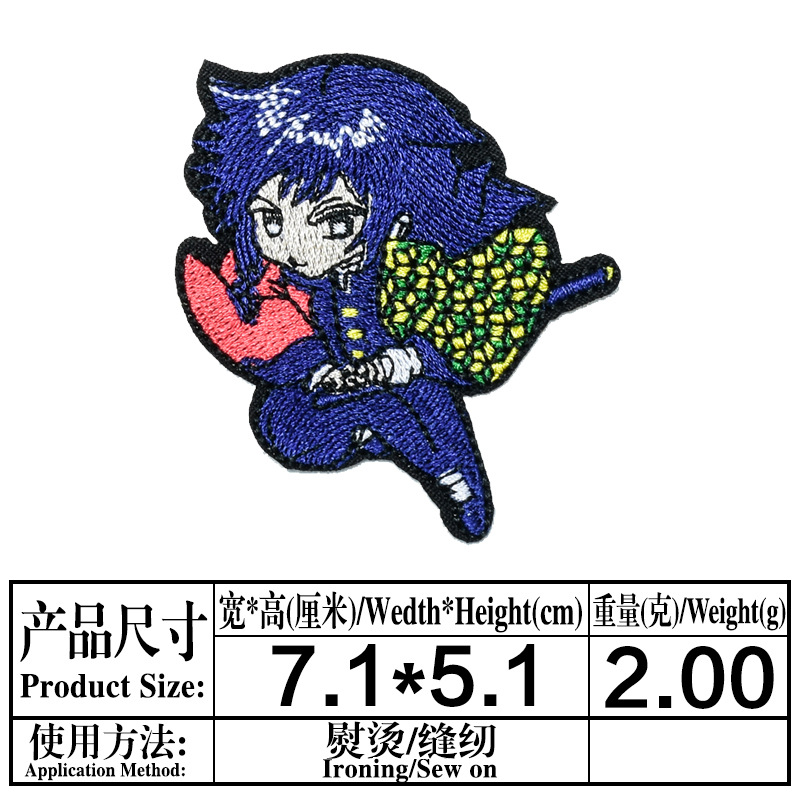 产品尺寸
Product Size:
宽*高(厘米)/Wedth*Height(cm)
重量(克)/Weight(g)
7.1*5.1
2.00
使用方法:
Application Method:
熨烫/缝纫
Ironing/Sew on